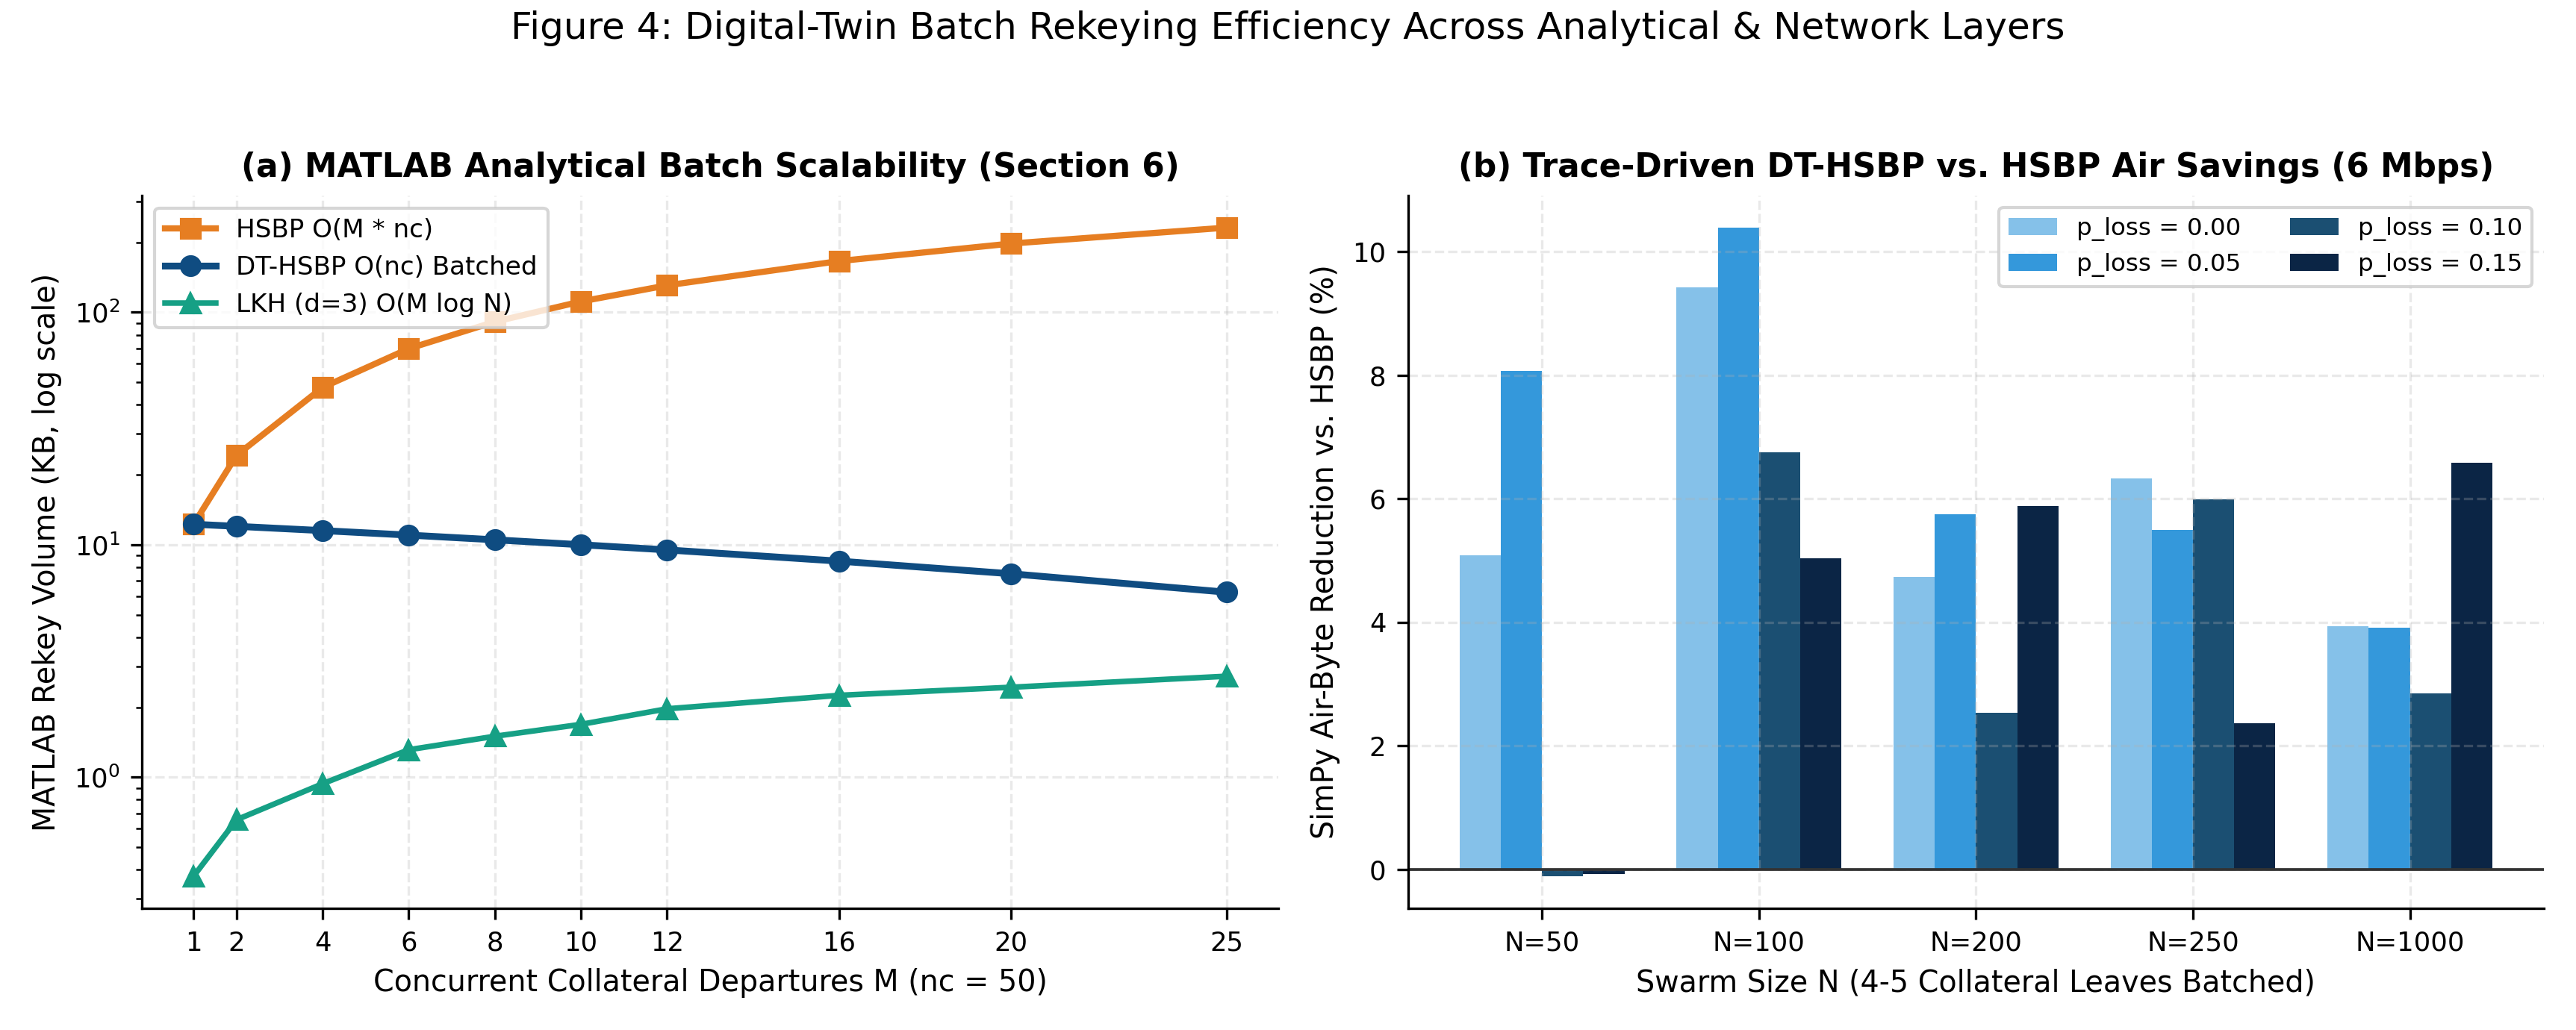 Figure 4: Digital-Twin Batch Rekeying Efficiency Across Analytical & Network Layers
(a) MATLAB Analytical Batch Scalability (Section 6)
MATLAB Rekey Volume (KB, log scale)
10²
10¹
10⁰
HSBP O(M * nc)
DT-HSBP O(nc) Batched
LKH (d=3) O(M log N)
1 2 4 6 8 10 12 16 20 25
Concurrent Collateral Departures M (nc = 50)
(b) Trace-Driven DT-HSBP vs. HSBP Air Savings (6 Mbps)
SimPy Air-Byte Reduction vs. HSBP (%)
10
8
6
4
2
0
p_loss = 0.00 p_loss = 0.10
p_loss = 0.05 p_loss = 0.15
N=50 N=100 N=200 N=250 N=1000
Swarm Size N (4-5 Collateral Leaves Batched)